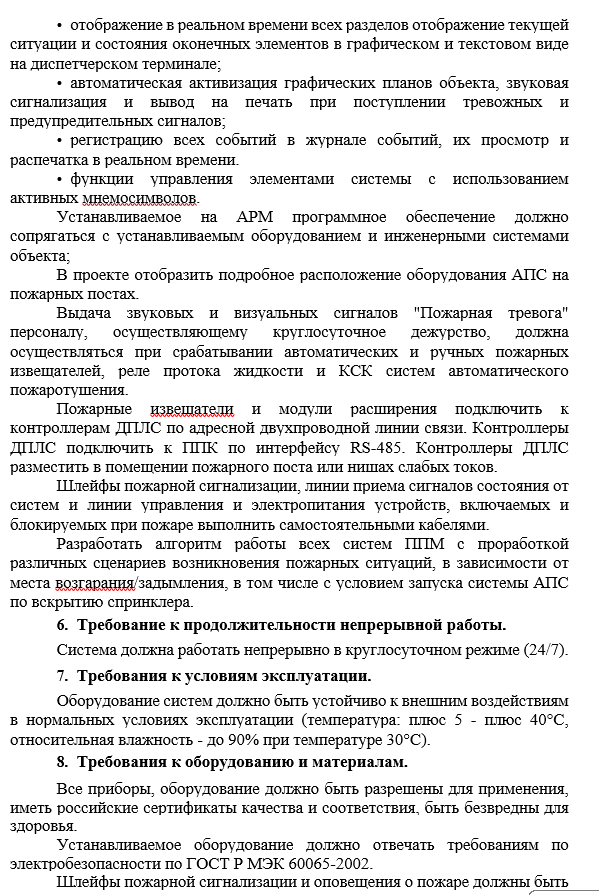 • отображение в реальном времени всех разделов отображение текущей
ситуации и состояния оконечных элементов в графическом и текстовом виде
на диспетчерском терминале;
• автоматическая активизация графических планов объекта, звуковая
сигнализация и вывод на печать при поступлении тревожных и
предупредительных сигналов;
• регистрацию всех событий в журнале событий, их просмотр и
распечатка в реальном времени.
• функции управления элементами системы с использованием
активных мнемосимволов.
Устанавливаемое на АРМ программное обеспечение должно
сопрягаться с устанавливаемым оборудованием и инженерными системами
объекта;
В проекте отобразить подробное расположение оборудования АПС на
пожарных постах.
Выдача звуковых и визуальных сигналов "Пожарная тревога"
персоналу, осуществляющему круглосуточное дежурство, должна
осуществляться при срабатывании автоматических и ручных пожарных
извещателей, реле протока жидкости и КСК систем автоматического
пожаротушения.
Пожарные извешатели и модули расширения подключить к
контроллерам ДПЛС по адресной двухпроводной линии связи. Контроллеры
ДПЛС подключить к ППК по интерфейсу RS-485. Контроллеры ДПЛС
разместить в помещении пожарного поста или нишах слабых токов.
Шлейфы пожарной сигнализации, линии приема сигналов состояния от
систем и линии управления и электропитания устройств, включаемых и
блокируемых при пожаре выполнить самостоятельными кабелями.
Разработать алгоритм работы всех систем ППМ с проработкой
различных сценариев возникновения пожарных ситуаций, в зависимости от
места возгарания/задымления, в том числе с условием запуска системы АПС
по вскрытию спринклера.
6. Требование к продолжительности непрерывной работы.
Система должна работать непрерывно в круглосуточном режиме (24/7).
7. Требования к условиям эксплуатации.
Оборудование систем должно быть устойчиво к внешним воздействиям
в нормальных условиях эксплуатации (температура: плюс 5 - плюс 40°С,
относительная влажность - до 90% при температуре 30°С).
8. Требования к оборудованию и материалам.
Все приборы, оборудование должно быть разрешены для применения,
иметь российские сертификаты качества и соответствия, быть безвредны для
здоровья.
Устанавливаемое оборудование должно отвечать требованиям по
электробезопасности по ГОСТ Р МЭК 60065-2002.
Шлейфы пожарной сигнализации и оповещения о пожаре должны быть